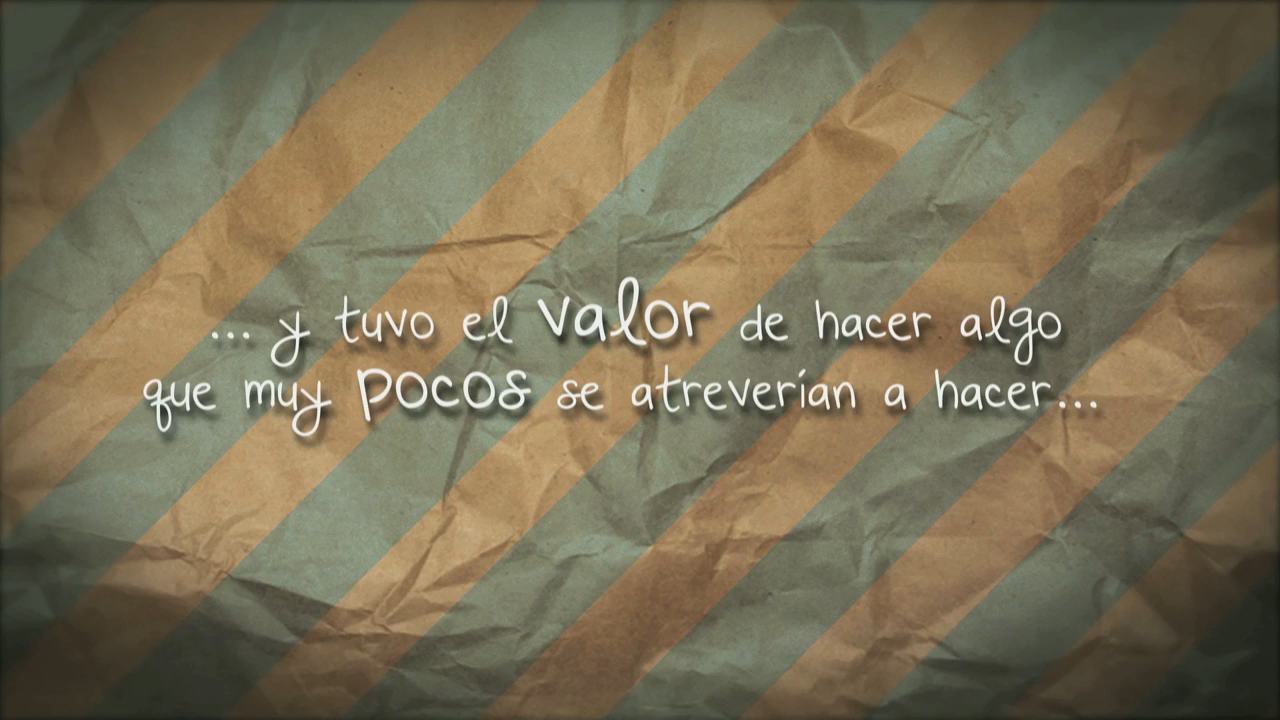 ... y tuvo el valor de hacer algo
que muy pocos se atreverían a hacer...